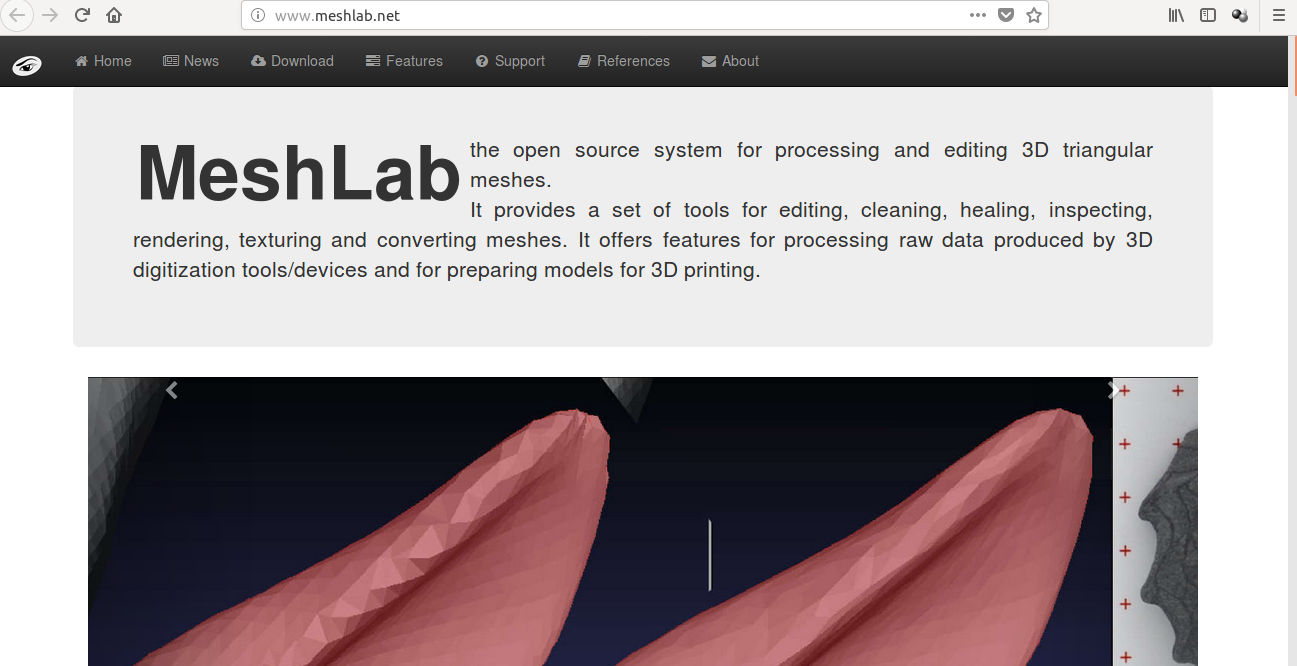 www.meshlab.net
Home News Download Features Support References About
MeshLab the open source system for processing and editing 3D triangular
meshes.
It provides a set of tools for editing, cleaning, healing, inspecting,
rendering, texturing and converting meshes. It offers features for processing raw data produced by 3D
digitization tools/devices and for preparing models for 3D printing.